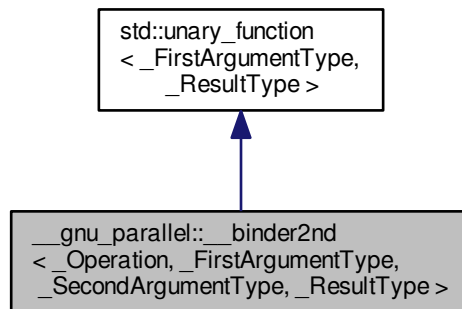 std::unary_function
< _FirstArgumentType,
_ResultType >
__gnu_parallel::__binder2nd
< _Operation, _FirstArgumentType,
_SecondArgumentType, _ResultType >